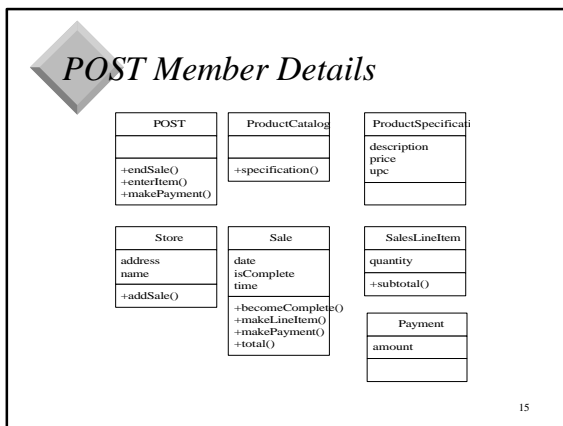 POST Member Details
POST
+endSale()
+enterItem()
+makePayment()
ProductCatalog
+specification()
ProductSpecificati
description
price
upc
Store
address
name
+addSale()
Sale
date
isComplete
time
+becomeComplete()
+makeLineItem()
+makePayment()
+total()
SalesLineItem
quantity
+subtotal()
Payment
amount
15